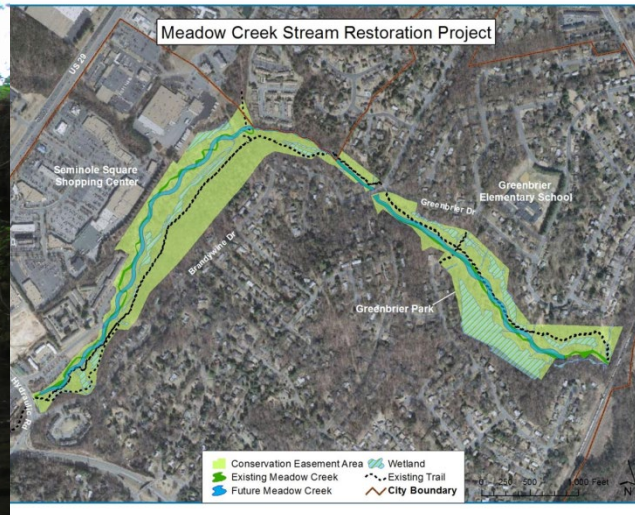 Meadow Creek Stream Restoration Project
US 29
Seminole Square
Shopping Center
Greenbrier
Elementary School
Greenbrier Dr
Brandywine Dr
Greenbrier Park
Hydraulic
Rd
Conservation Easement Area
Wetland
Existing Meadow Creek
Existing Trail
Future Meadow Creek
City Boundary
0 250 500 1,000 Feet
N